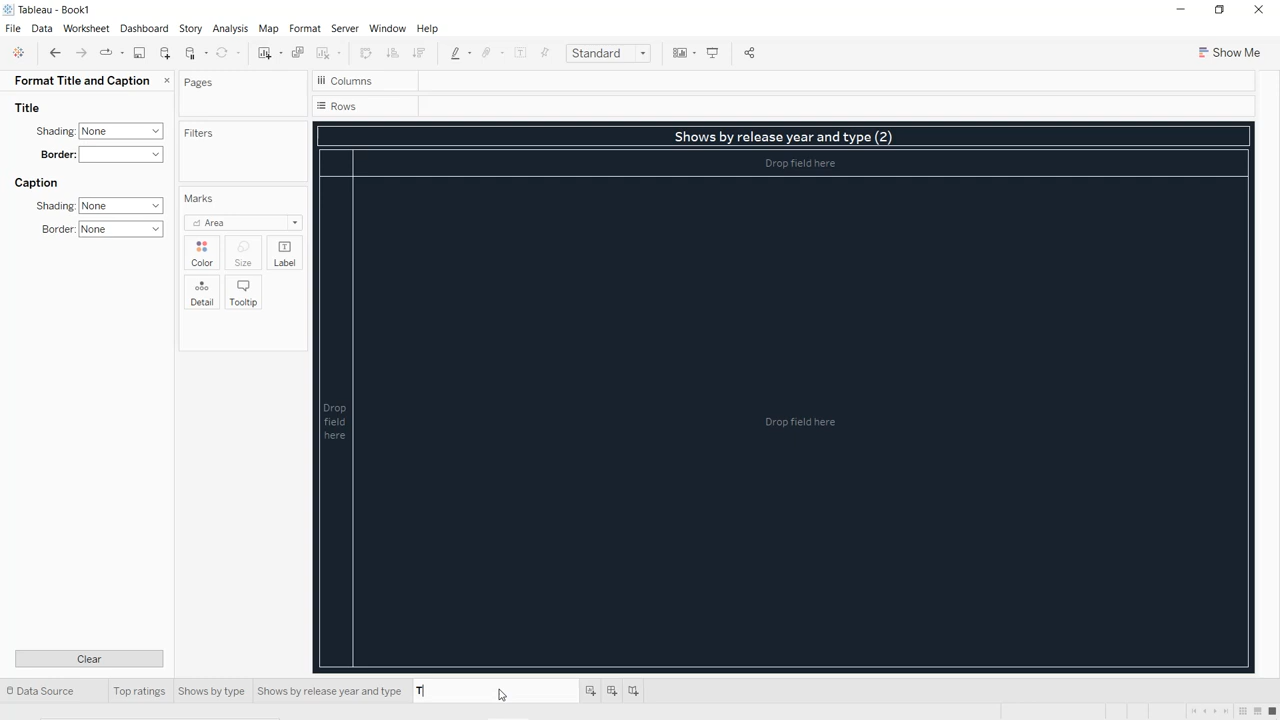 Tableau - Book1
File Data Worksheet Dashboard Story Analysis Map Format Server Window Help
Standard
Show Me
Format Title and Caption ×
Title
Shading: None
Border:
Caption
Shading: None
Border: None
Clear
Pages
Filters
Marks
Area
Color Size Label
Detail Tooltip
Columns
Rows
Shows by release year and type (2)
Drop field here
Drop
field
here
Drop field here
Data Source Top ratings Shows by type Shows by release year and type T